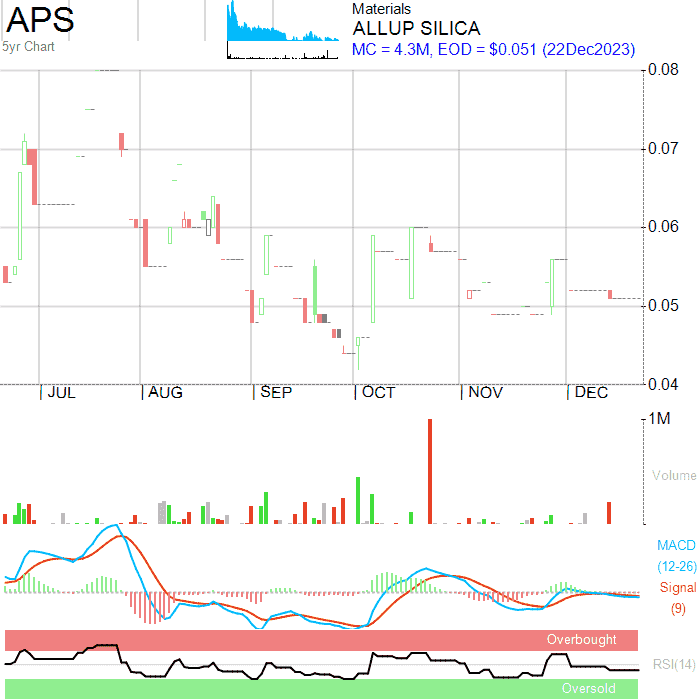 APS
5yr Chart
Materials
ALLUP SILICA
MC = 4.3M, EOD = $0.051 (22Dec2023)
0.08
0.07
0.06
0.05
0.04
JUL AUG SEP OCT NOV DEC
1M
Volume
MACD
(12-26)
Signal
(9)
Overbought
RSI(14)
Oversold